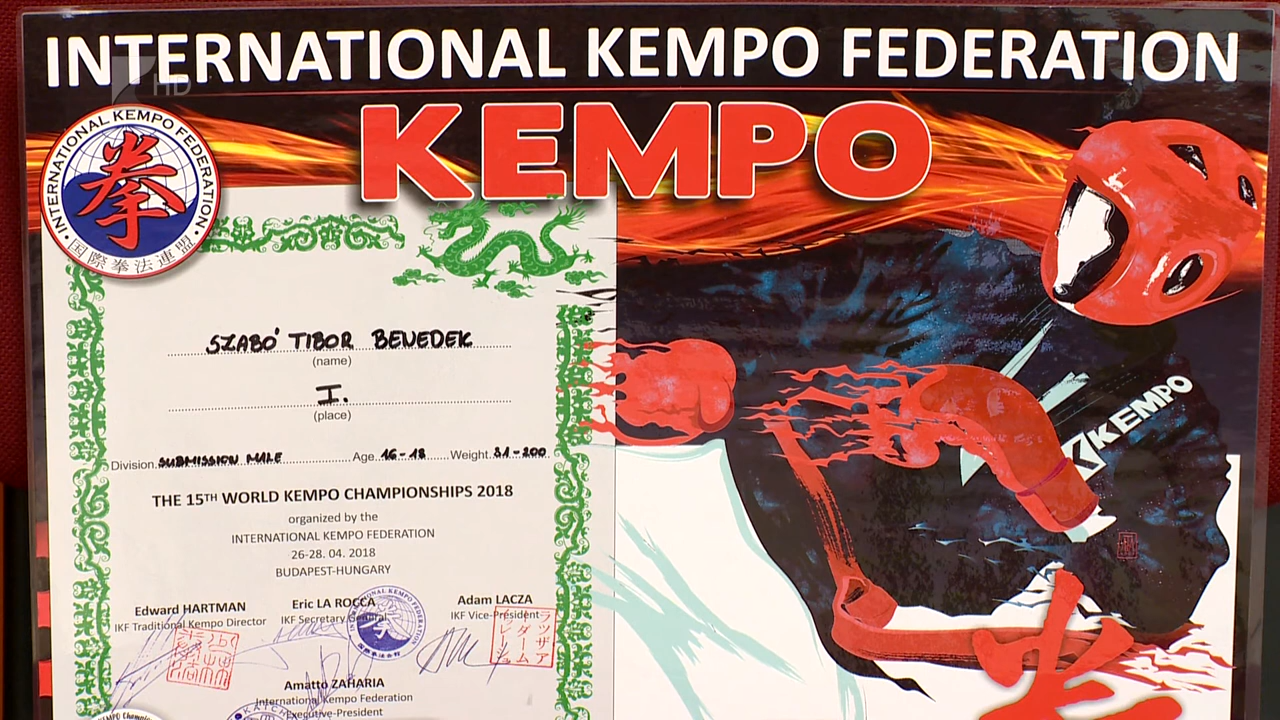 INTERNATIONAL KEMPO FEDERATION
HD
KEMPO
INTERNATIONAL KEMPO FEDERATION
拳
国際拳法連盟
SZABÓ TIBOR BENEDEK
(name)
I.
(place)
Division SUBMISSION MALE Age 16-18 Weight 81-200
KEMPO
THE 15TH WORLD KEMPO CHAMPIONSHIPS 2018
organized by the
INTERNATIONAL KEMPO FEDERATION
26-28. 04. 2018
BUDAPEST-HUNGARY
Edward HARTMAN
IKF Traditional Kempo Director
Eric LA ROCCA
IKF Secretary General
Adam LACZA
IKF Vice-President
Amatto ZAHARIA
International Kempo Federation
Executive-President